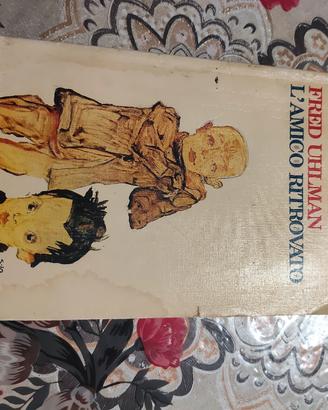 FRED UHLMAN
L'AMICO RITROVATO